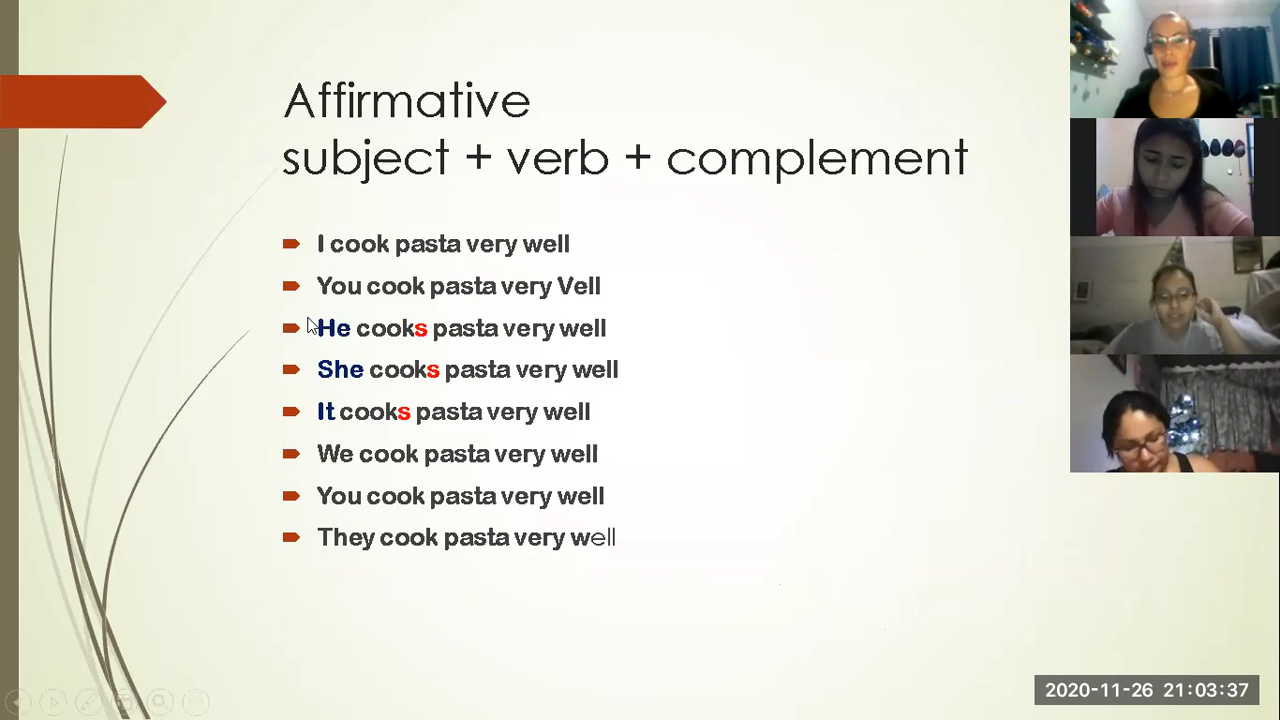 Affirmative
subject + verb + complement
I cook pasta very well
You cook pasta very Vell
He cooks pasta very well
She cooks pasta very well
It cooks pasta very well
We cook pasta very well
You cook pasta very well
They cook pasta very well
2020-11-26 21:03:37